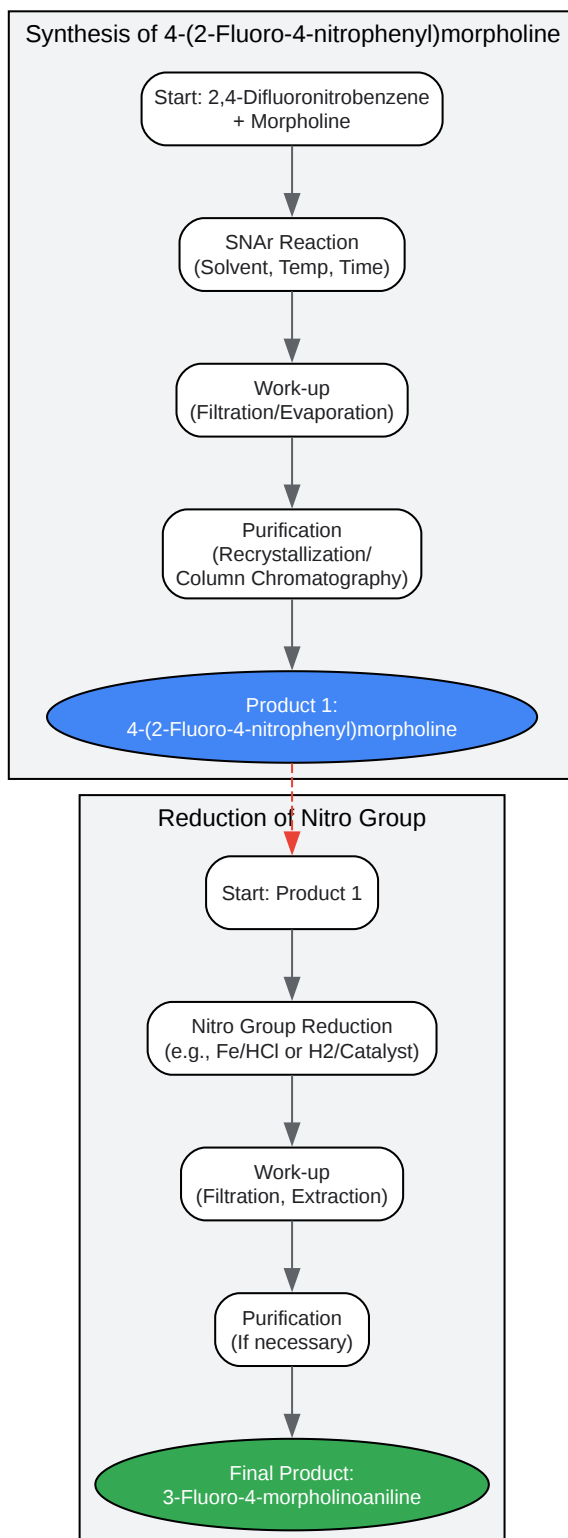 Synthesis of 4-(2-Fluoro-4-nitrophenyl)morpholine
Start: 2,4-Difluoronitrobenzene
+ Morpholine
SNAr Reaction
(Solvent, Temp, Time)
Work-up
(Filtration/Evaporation)
Purification
(Recrystallization/
Column Chromatography)
Product 1:
4-(2-Fluoro-4-nitrophenyl)morpholine
Reduction of Nitro Group
Start: Product 1
Nitro Group Reduction
(e.g., Fe/HCl or H2/Catalyst)
Work-up
(Filtration, Extraction)
Purification
(If necessary)
Final Product:
3-Fluoro-4-morpholinoaniline